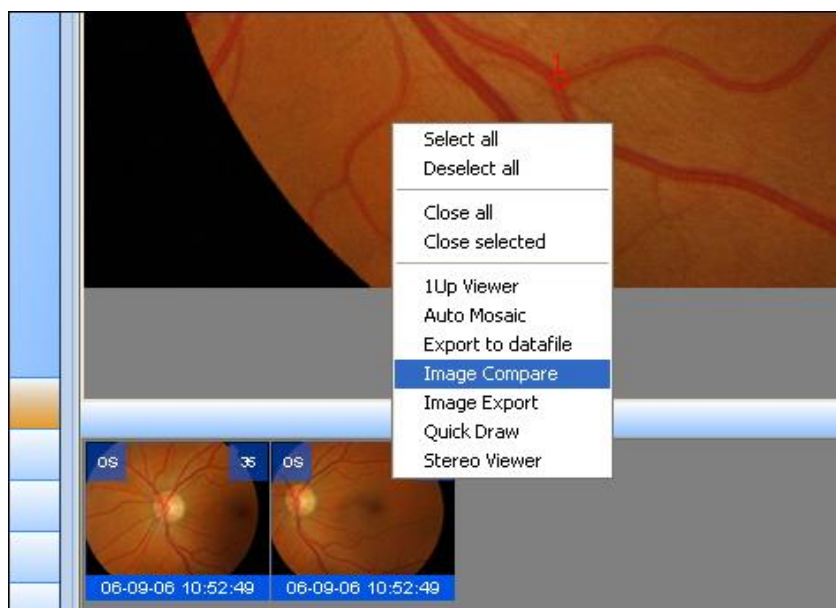 Select all
Deselect all
Close all
Close selected
1Up Viewer
Auto Mosaic
Export to datafile
Image Compare
Image Export
Quick Draw
Stereo Viewer
OS 35 OS
06-09-06 10:52:49 06-09-06 10:52:49